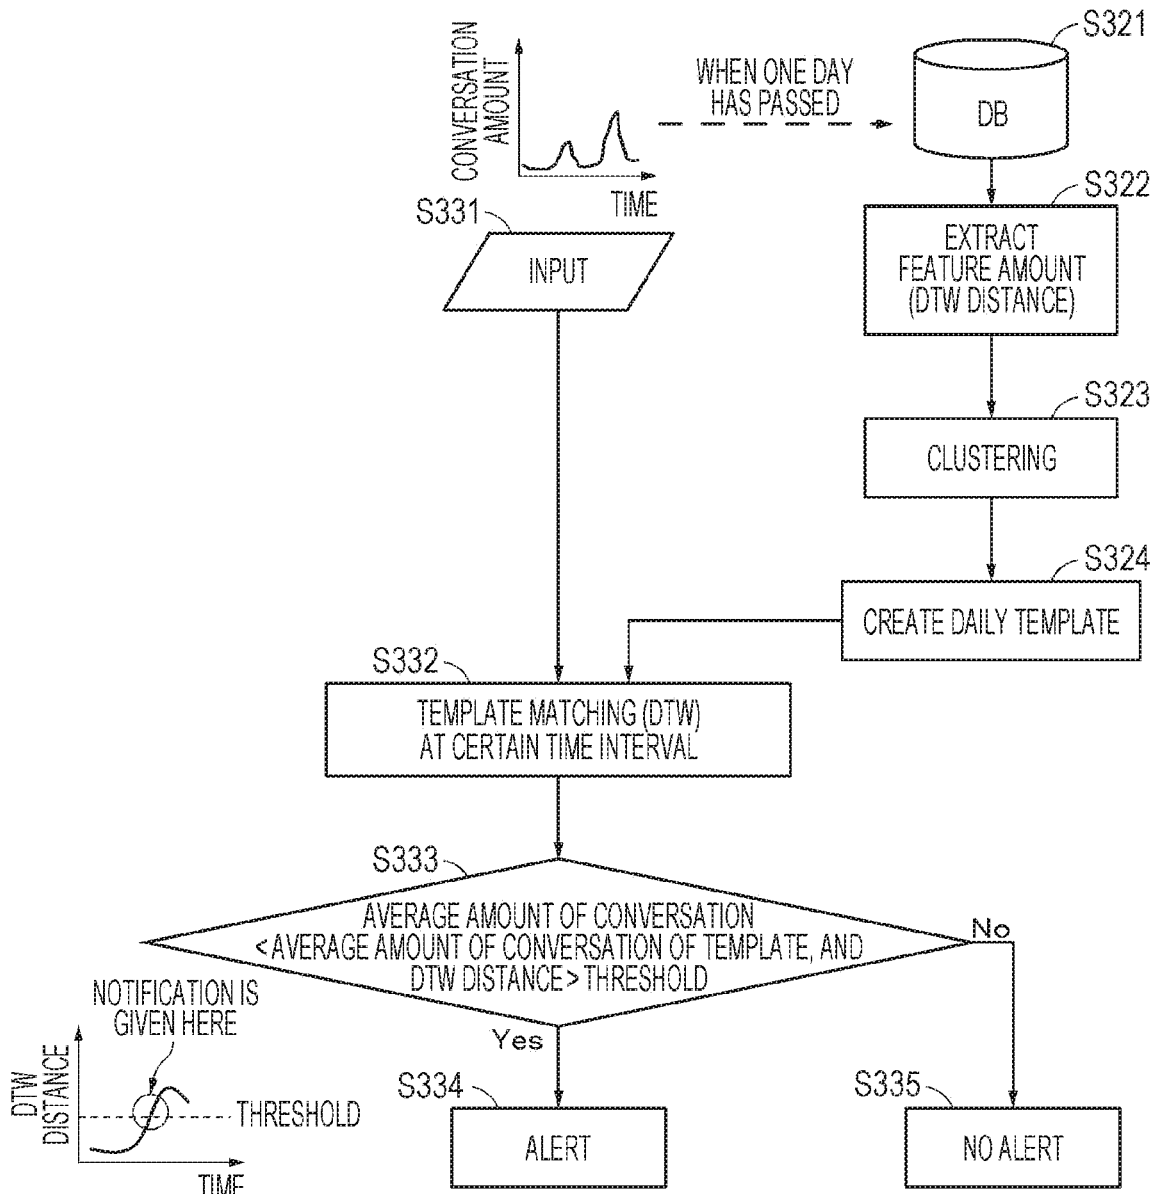 S321
CONVERSATION
AMOUNT
WHEN ONE DAY
HAS PASSED
DB
TIME
S322
S331
EXTRACT
FEATURE AMOUNT
(DTW DISTANCE)
INPUT
S323
CLUSTERING
S324
CREATE DAILY TEMPLATE
S332
TEMPLATE MATCHING (DTW)
AT CERTAIN TIME INTERVAL
S333
AVERAGE AMOUNT OF CONVERSATION
< AVERAGE AMOUNT OF CONVERSATION OF TEMPLATE, AND
DTW DISTANCE > THRESHOLD
No
Yes
NOTIFICATION IS
GIVEN HERE
DTW
DISTANCE
THRESHOLD
TIME
S334
ALERT
S335
NO ALERT